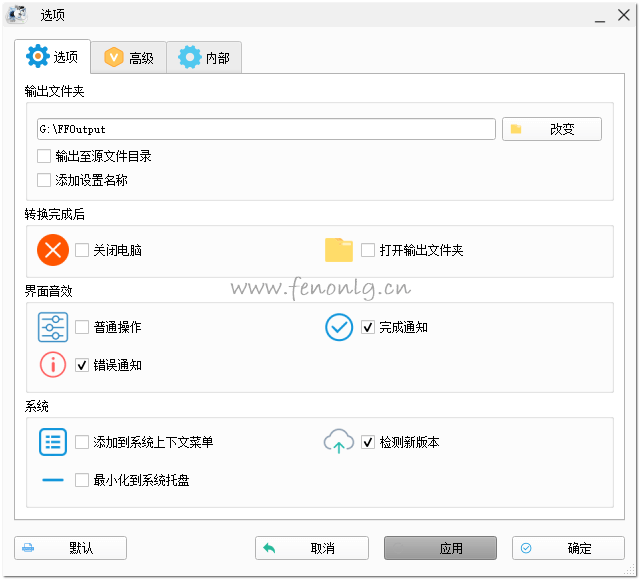 选项
选项 高级 内部
输出文件夹
G:\FFOutput 改变
输出至源文件目录
添加设置名称
转换完成后
关闭电脑 打开输出文件夹
www.fenonlg.cn
界面音效
普通操作 完成通知
错误通知
系统
添加到系统上下文菜单 检测新版本
最小化到系统托盘
默认 取消 应用 确定